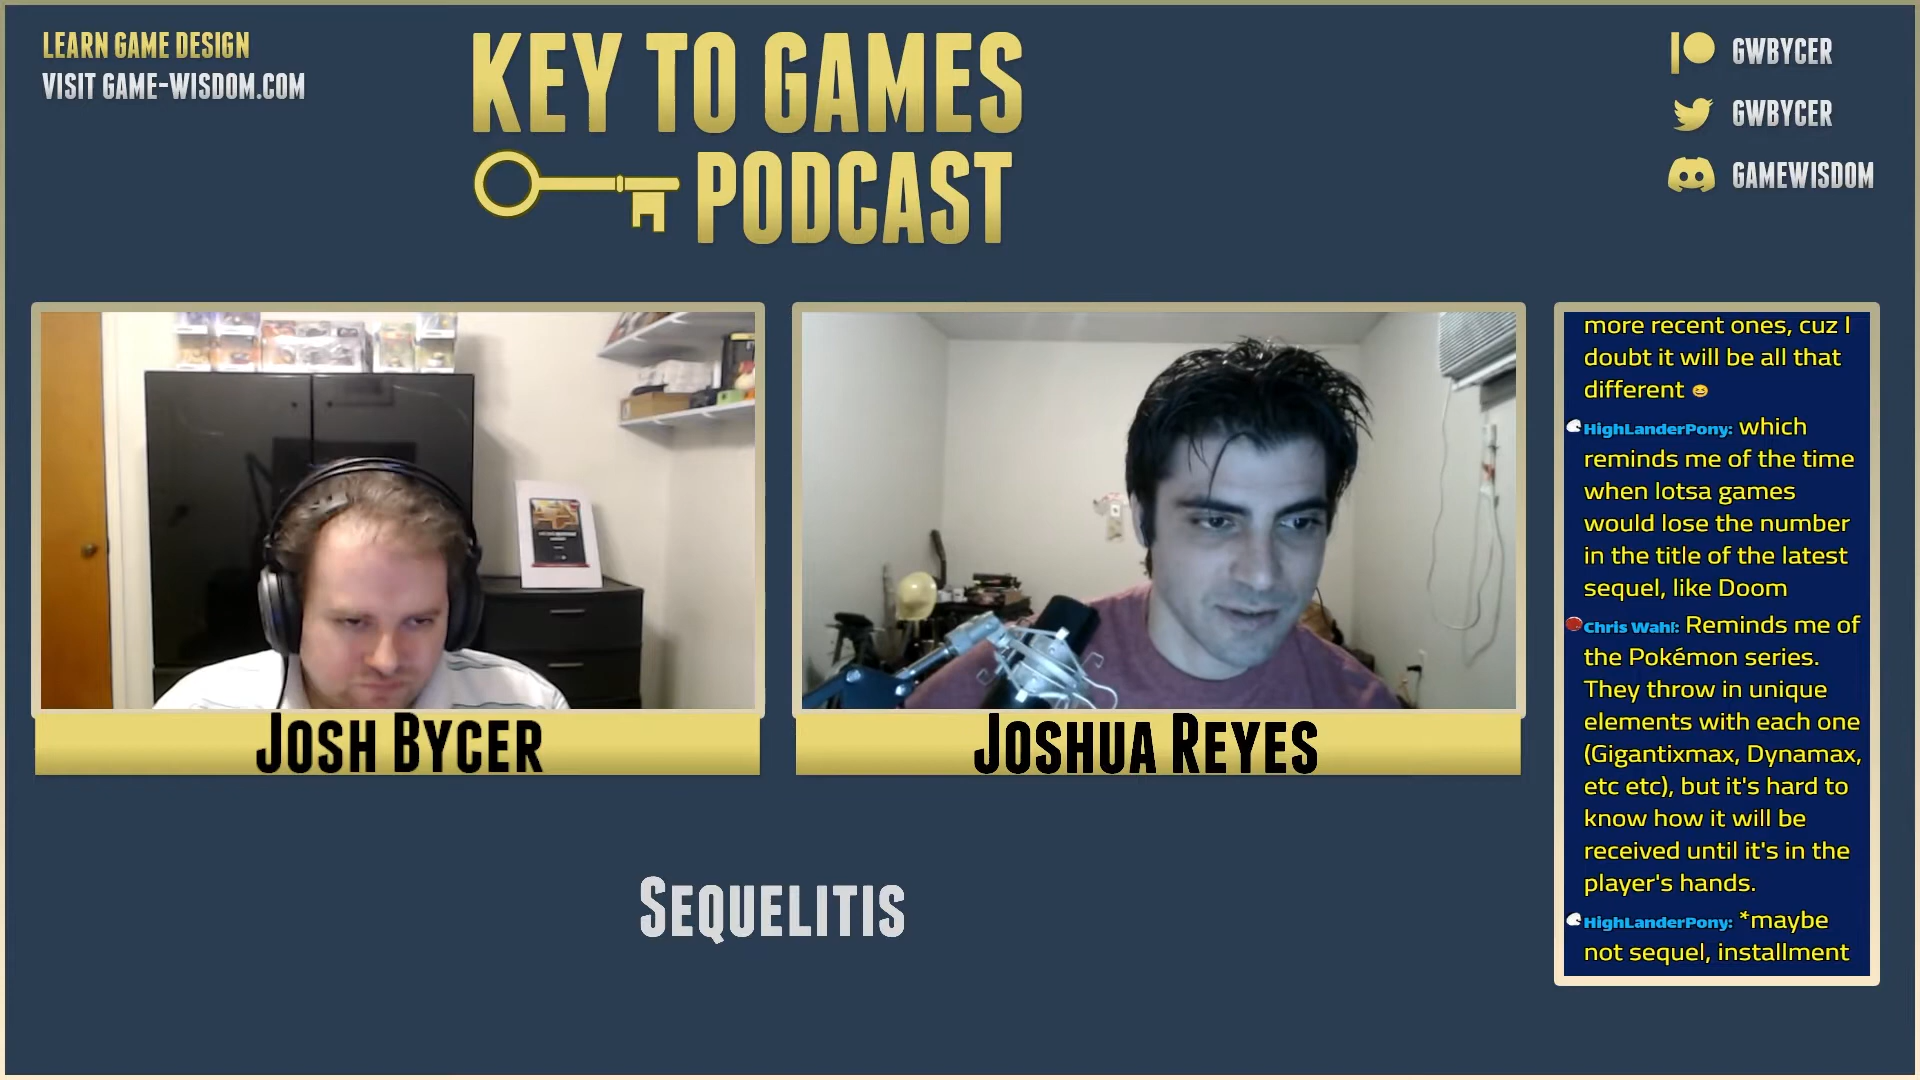 LEARN GAME DESIGN
VISIT GAME-WISDOM.COM
KEY TO GAMES
PODCAST
GWBYCER
GWBYCER
GAMEWISDOM
JOSH BYCER
JOSHUA REYES
SEQUELITIS
more recent ones, cuz I
doubt it will be all that
different 😆
HighLanderPony: which
reminds me of the time
when lotsa games
would lose the number
in the title of the latest
sequel, like Doom
Chris Wahl: Reminds me of
the Pokémon series.
They throw in unique
elements with each one
(Gigantixmax, Dynamax,
etc etc), but it's hard to
know how it will be
received until it's in the
player's hands.
HighLanderPony: *maybe
not sequel, installment